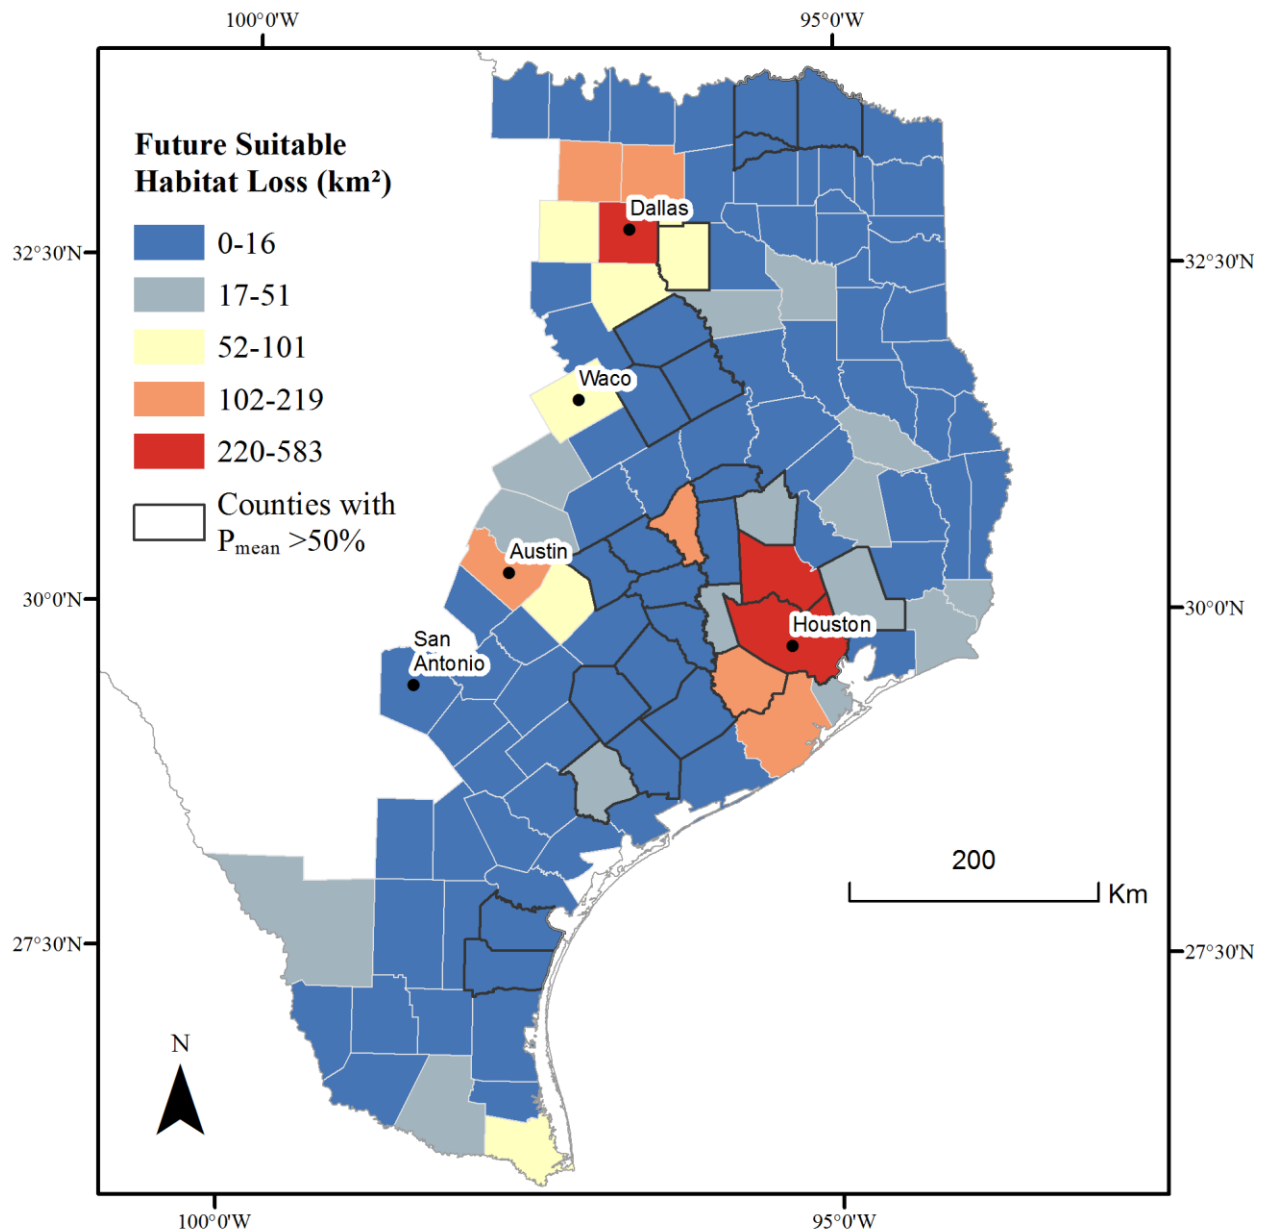 100°0'W
95°0'W
Future Suitable
Habitat Loss (km²)
0-16
17-51
52-101
102-219
220-583
Counties with
Pmean >50%
Dallas
Waco
Austin
San
Antonio
Houston
32°30'N
32°30'N
30°0'N
30°0'N
27°30'N
27°30'N
200
Km
N
100°0'W
95°0'W